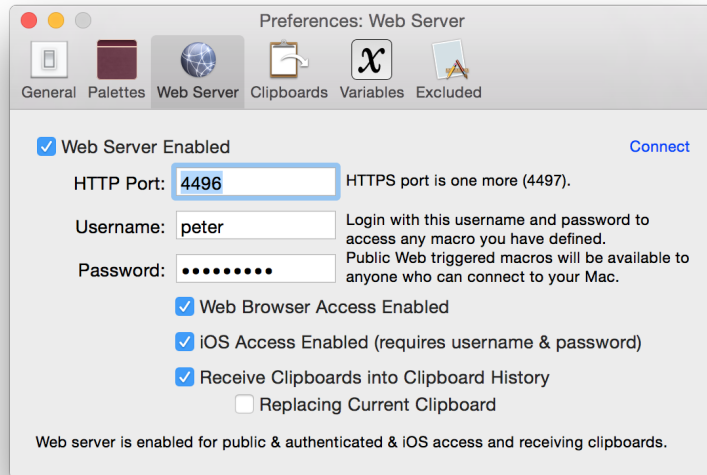 Preferences: Web Server
General Palettes Web Server Clipboards Variables Excluded
Web Server Enabled
Connect
HTTP Port: 4496 HTTPS port is one more (4497).
Username: peter
Login with this username and password to
access any macro you have defined.
Public Web triggered macros will be available to
anyone who can connect to your Mac.
Password: •••••••••
Web Browser Access Enabled
iOS Access Enabled (requires username & password)
Receive Clipboards into Clipboard History
Replacing Current Clipboard
Web server is enabled for public & authenticated & iOS access and receiving clipboards.